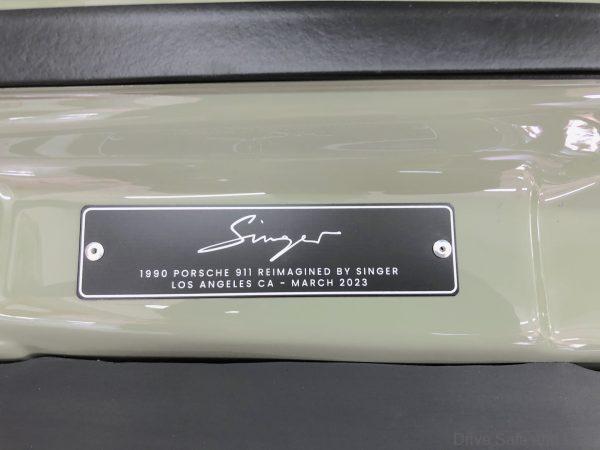 Singer
1990 PORSCHE 911 REIMAGINED BY SINGER
LOS ANGELES CA - MARCH 2023